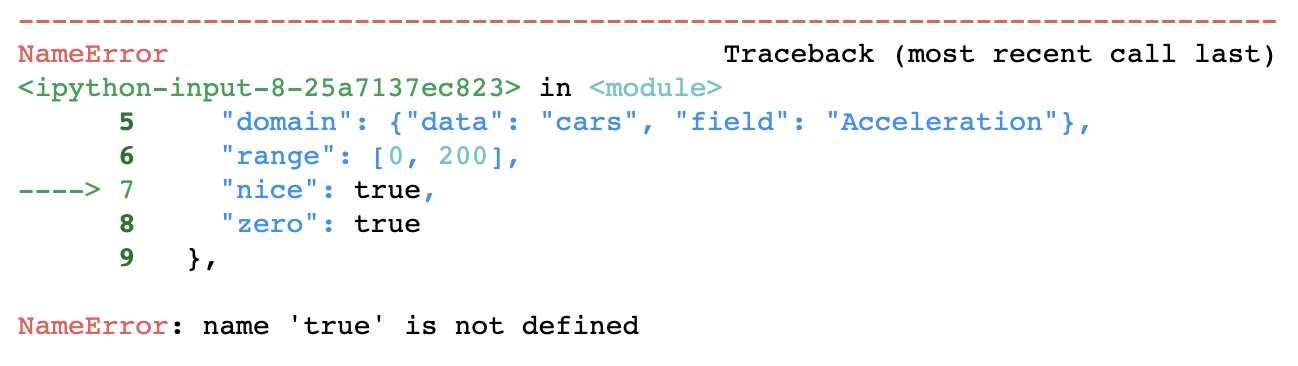 ---------------------------------------------------------------------------
NameError                                 Traceback (most recent call last)
<ipython-input-8-25a7137ec823> in <module>
      5     "domain": {"data": "cars", "field": "Acceleration"},
      6     "range": [0, 200],
----> 7     "nice": true,
      8     "zero": true
      9   },

NameError: name 'true' is not defined